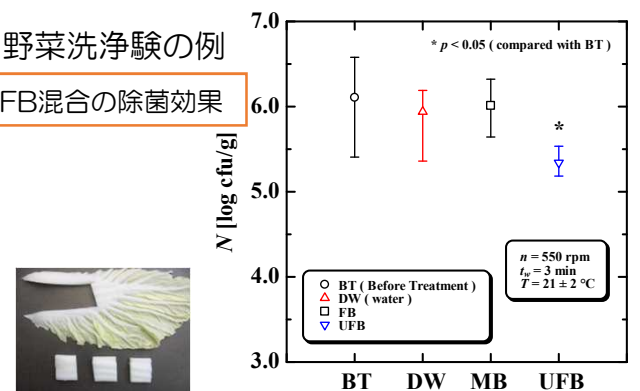 野菜洗浄験の例
FB混合の除菌効果
7.0
6.0
5.0
4.0
3.0
N [log cfu/g]
* p < 0.05 ( compared with BT )
*
n = 550 rpm
tw = 3 min
T = 21 ± 2 °C
BT ( Before Treatment )
DW ( water )
FB
UFB
BT DW MB UFB